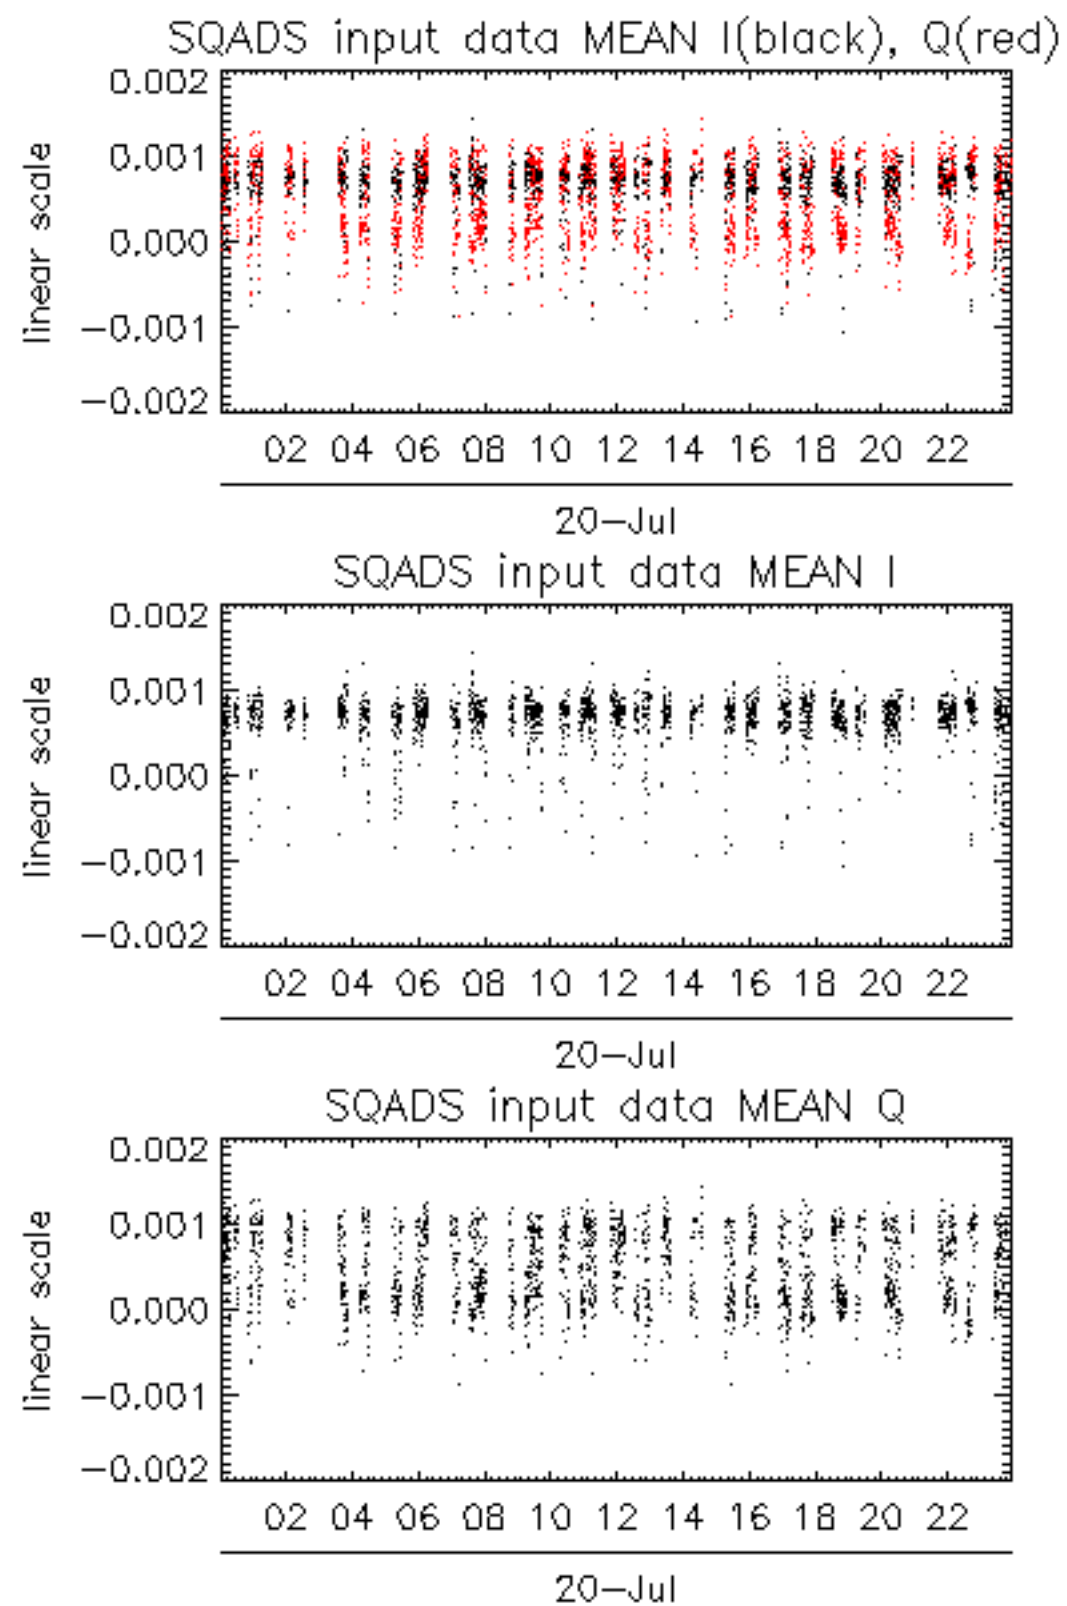 SQADS input data MEAN I(black), Q(red)
0.002
0.001
0.000
−0.001
−0.002
linear scale
02 04 06 08 10 12 14 16 18 20 22
20−Jul
SQADS input data MEAN I
0.002
0.001
0.000
−0.001
−0.002
linear scale
02 04 06 08 10 12 14 16 18 20 22
20−Jul
SQADS input data MEAN Q
0.002
0.001
0.000
−0.001
−0.002
linear scale
02 04 06 08 10 12 14 16 18 20 22
20−Jul